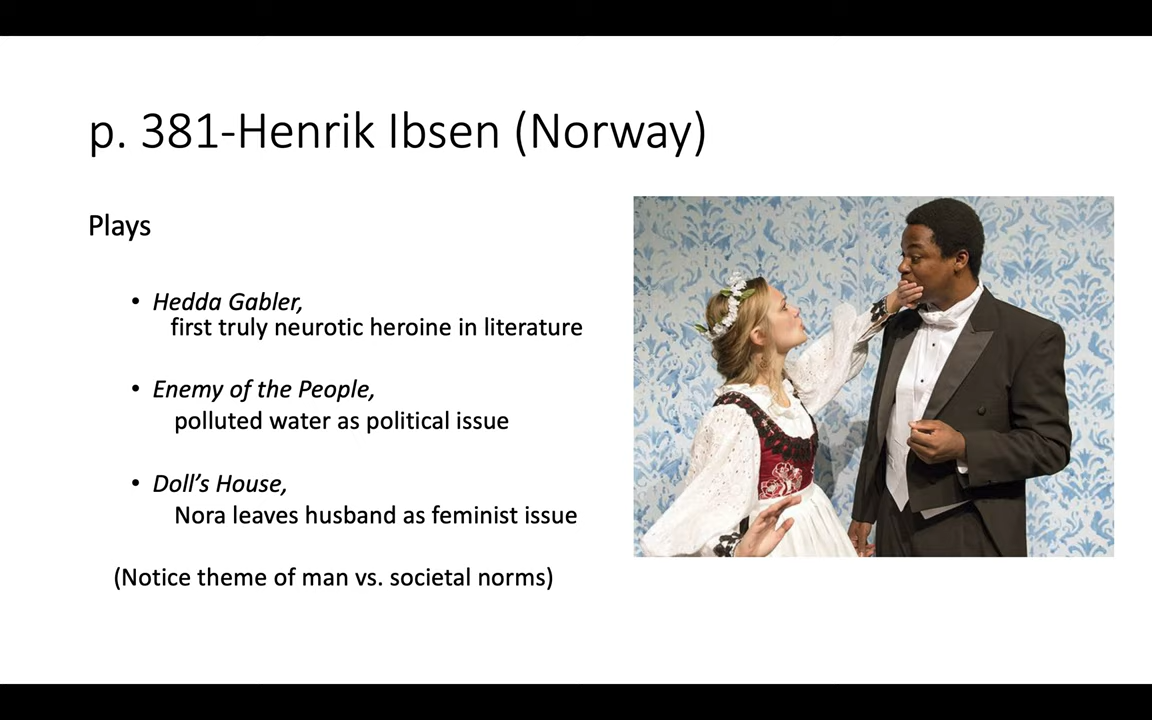 p. 381-Henrik Ibsen (Norway)
Plays
• Hedda Gabler,
first truly neurotic heroine in literature
• Enemy of the People,
polluted water as political issue
• Doll’s House,
Nora leaves husband as feminist issue
(Notice theme of man vs. societal norms)